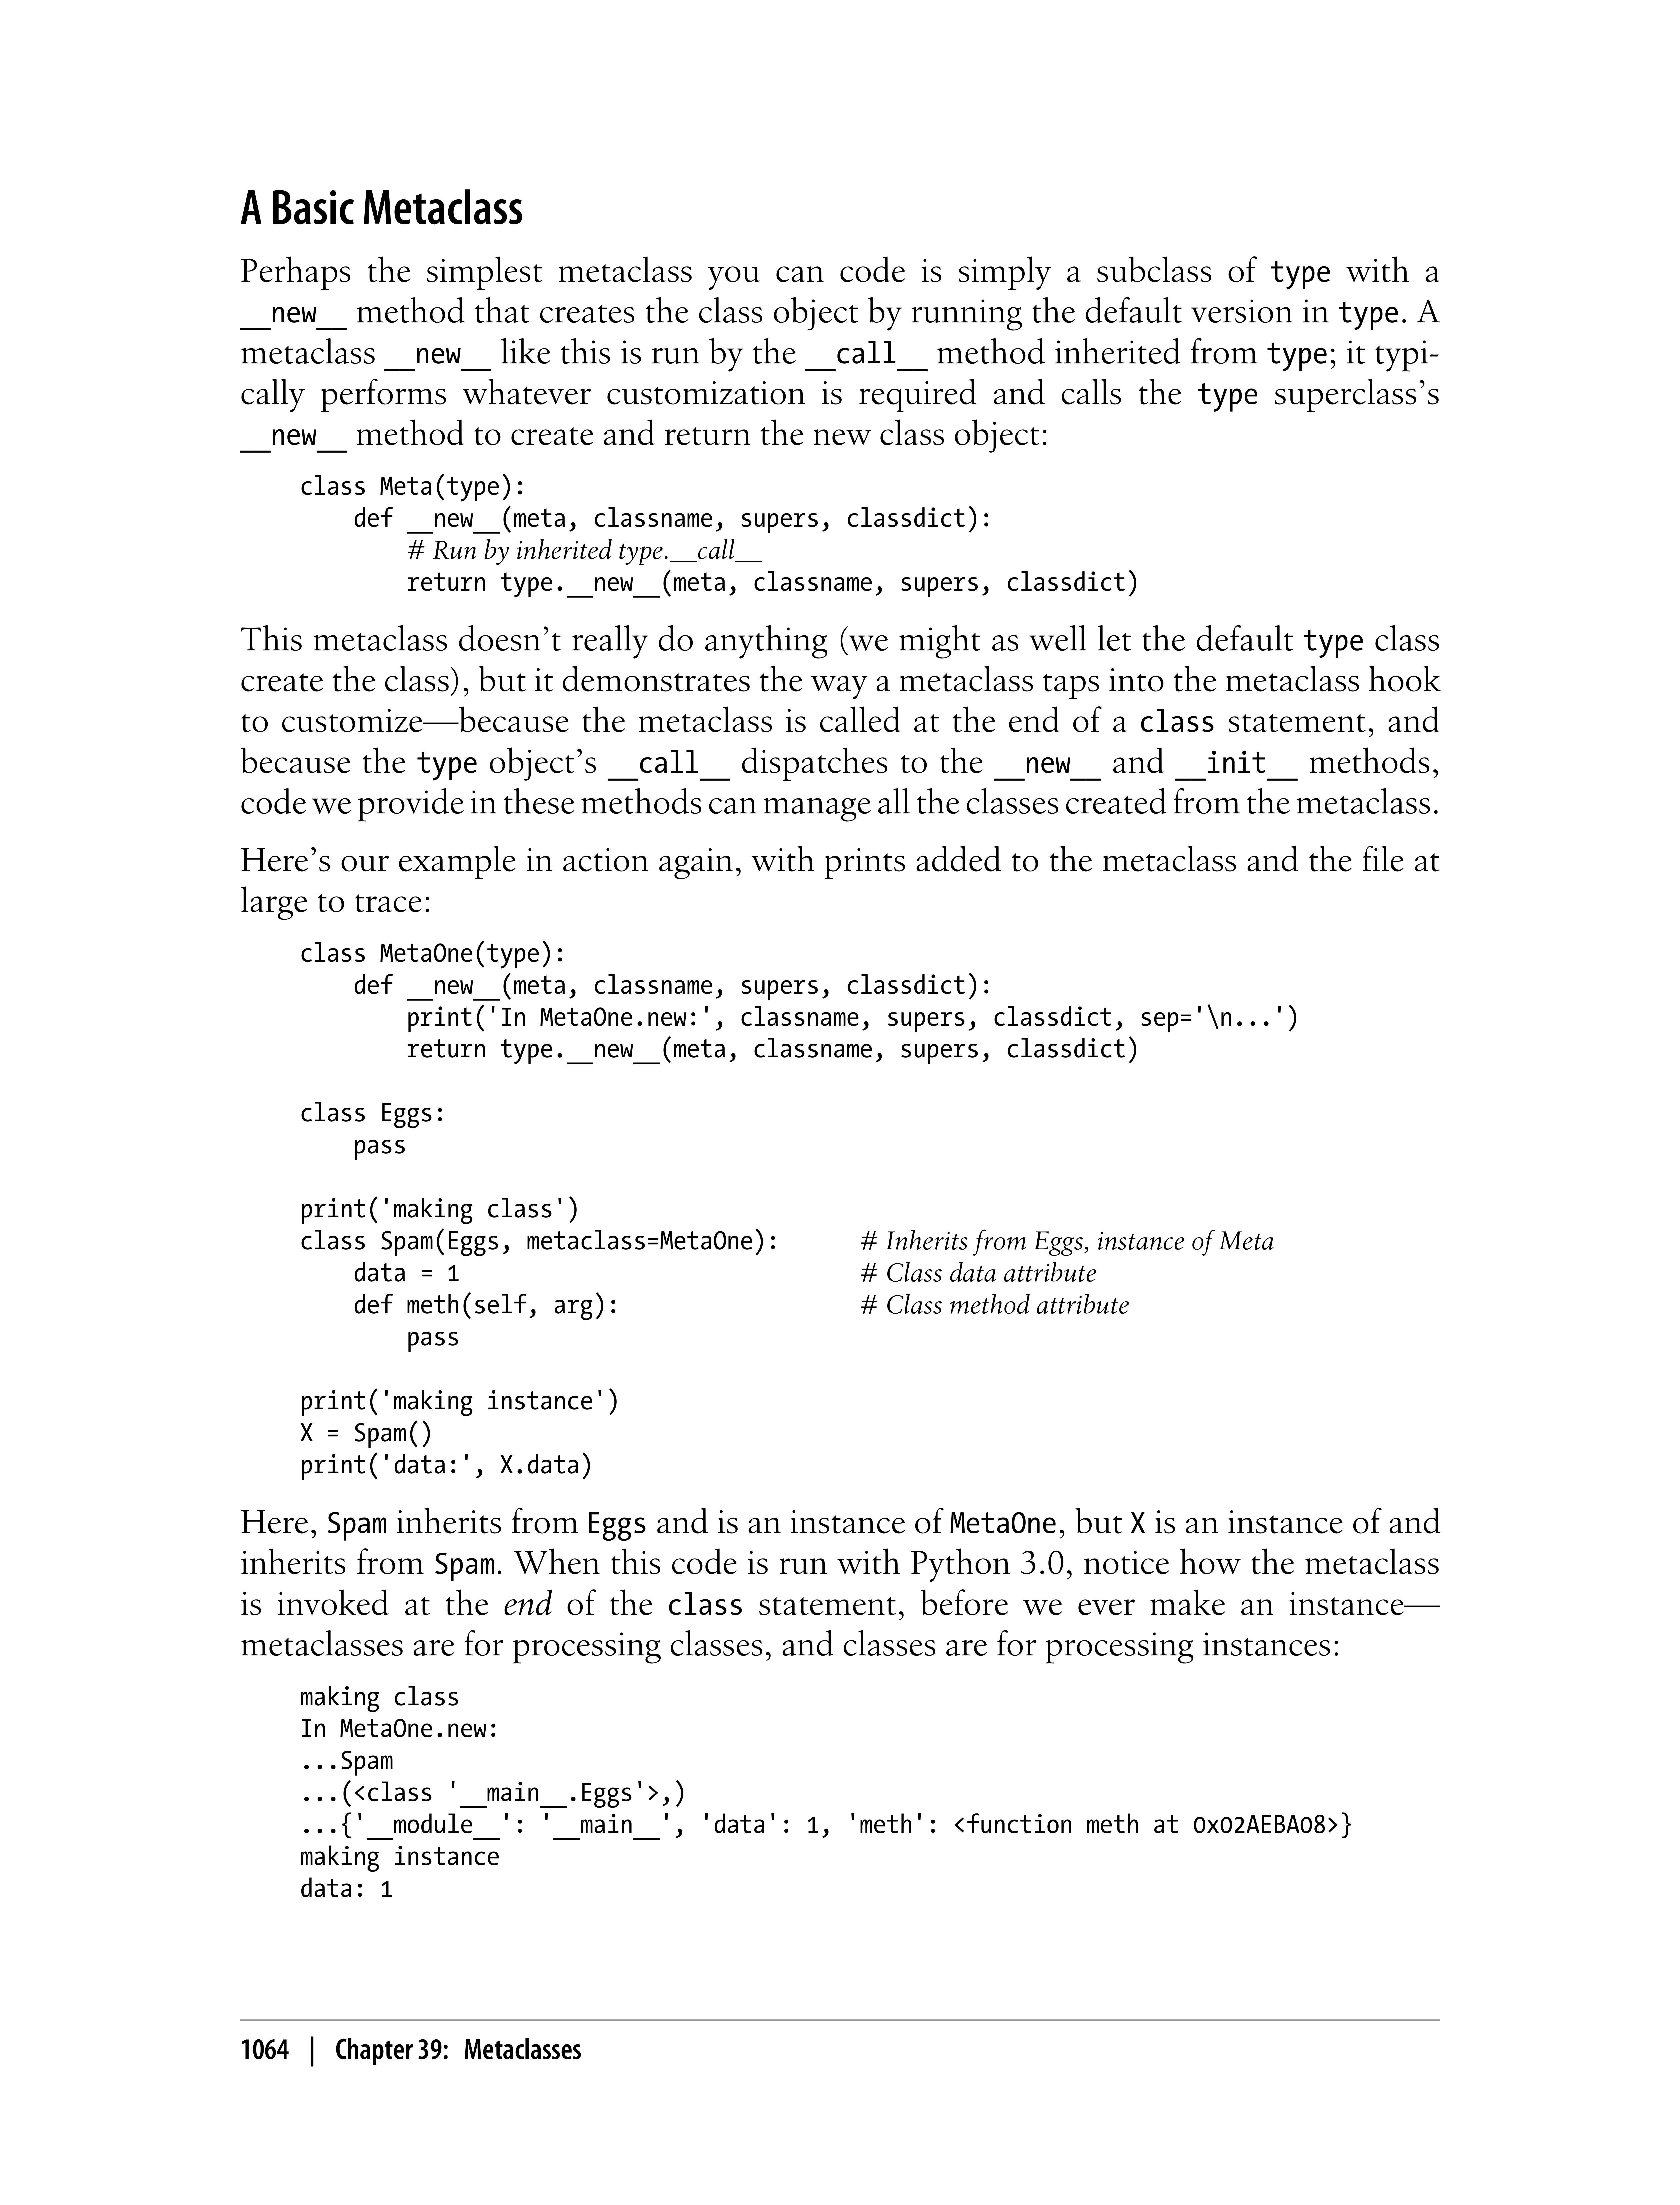 A Basic Metaclass
Perhaps the simplest metaclass you can code is simply a subclass of type with a
__new__ method that creates the class object by running the default version in type. A
metaclass __new__ like this is run by the __call__ method inherited from type; it typi-
cally performs whatever customization is required and calls the type superclass’s
__new__ method to create and return the new class object:
class Meta(type):
    def __new__(meta, classname, supers, classdict):
        # Run by inherited type.__call__
        return type.__new__(meta, classname, supers, classdict)
This metaclass doesn’t really do anything (we might as well let the default type class
create the class), but it demonstrates the way a metaclass taps into the metaclass hook
to customize—because the metaclass is called at the end of a class statement, and
because the type object’s __call__ dispatches to the __new__ and __init__ methods,
code we provide in these methods can manage all the classes created from the metaclass.
Here’s our example in action again, with prints added to the metaclass and the file at
large to trace:
class MetaOne(type):
    def __new__(meta, classname, supers, classdict):
        print('In MetaOne.new:', classname, supers, classdict, sep='\n...')
        return type.__new__(meta, classname, supers, classdict)
class Eggs:
    pass
print('making class')
class Spam(Eggs, metaclass=MetaOne):      # Inherits from Eggs, instance of Meta
    data = 1                              # Class data attribute
    def meth(self, arg):                  # Class method attribute
        pass
print('making instance')
X = Spam()
print('data:', X.data)
Here, Spam inherits from Eggs and is an instance of MetaOne, but X is an instance of and
inherits from Spam. When this code is run with Python 3.0, notice how the metaclass
is invoked at the end of the class statement, before we ever make an instance—
metaclasses are for processing classes, and classes are for processing instances:
making class
In MetaOne.new:
...Spam
...(<class '__main__.Eggs'>,)
...{'__module__': '__main__', 'data': 1, 'meth': <function meth at 0x02AEBA08>}
making instance
data: 1
1064 | Chapter 39: Metaclasses